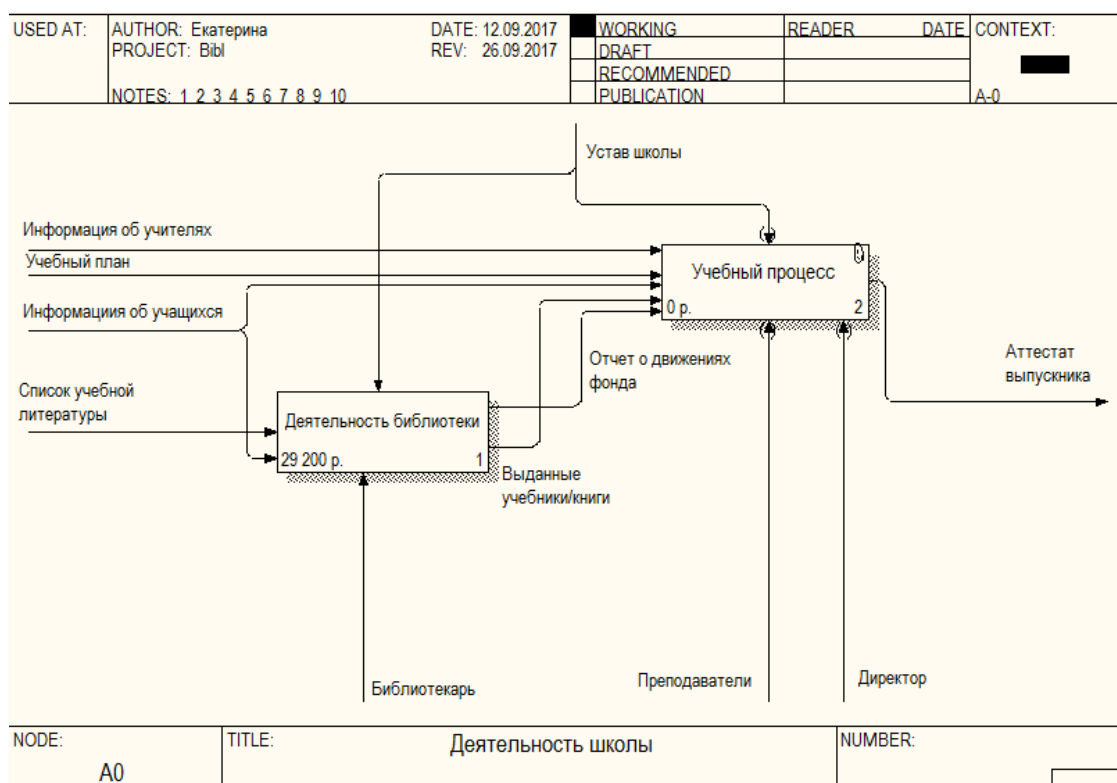 USED AT:
AUTHOR: Екатерина
DATE: 12.09.2017
PROJECT: Bibl
REV: 26.09.2017
NOTES: 1 2 3 4 5 6 7 8 9 10
WORKING
DRAFT
RECOMMENDED
PUBLICATION
READER
DATE
CONTEXT:
A-0
Устав школы
Информация об учителях
Учебный план
Информациия об учащихся
Список учебной
литературы
Учебный процесс
0 р.
2
Отчет о движениях
фонда
Аттестат
выпускника
Деятельность библиотеки
29 200 р.
1
Выданные
учебники/книги
Библиотекарь
Преподаватели
Директор
NODE:
A0
TITLE:
Деятельность школы
NUMBER: